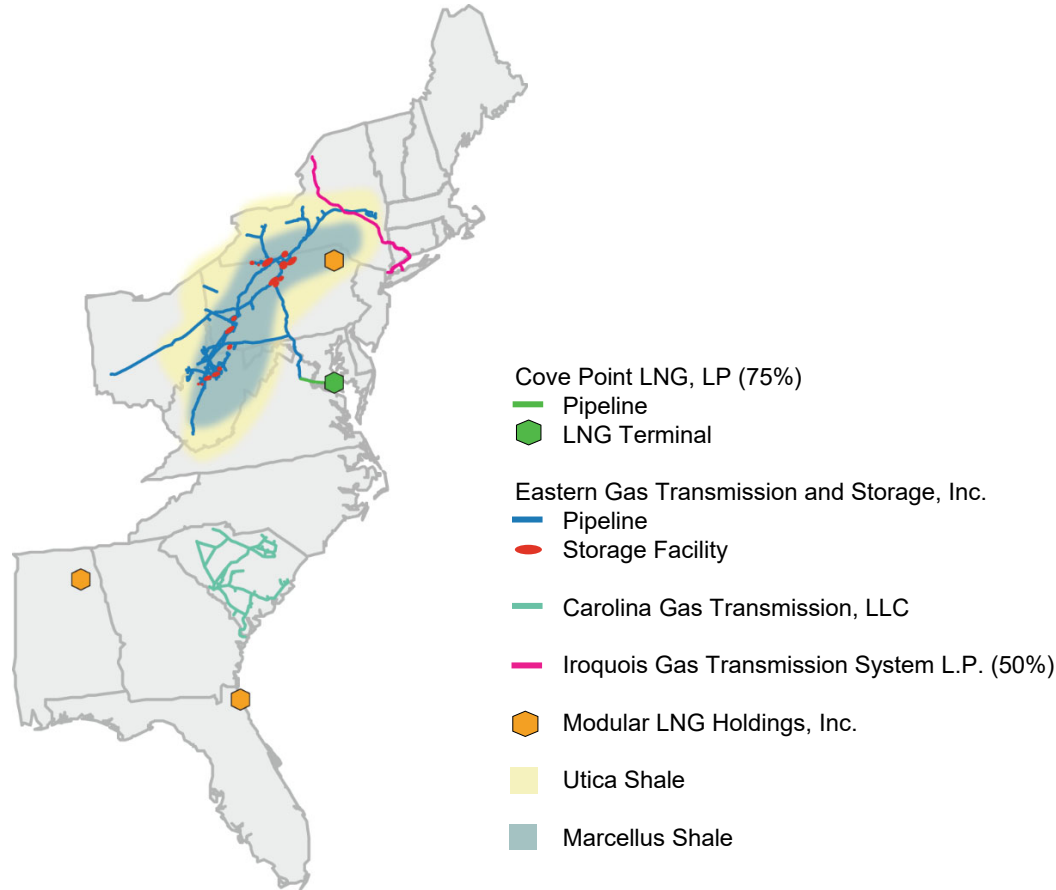 Cove Point LNG, LP (75%)
Pipeline
LNG Terminal
Eastern Gas Transmission and Storage, Inc.
Pipeline
Storage Facility
Carolina Gas Transmission, LLC
Iroquois Gas Transmission System L.P. (50%)
Modular LNG Holdings, Inc.
Utica Shale
Marcellus Shale